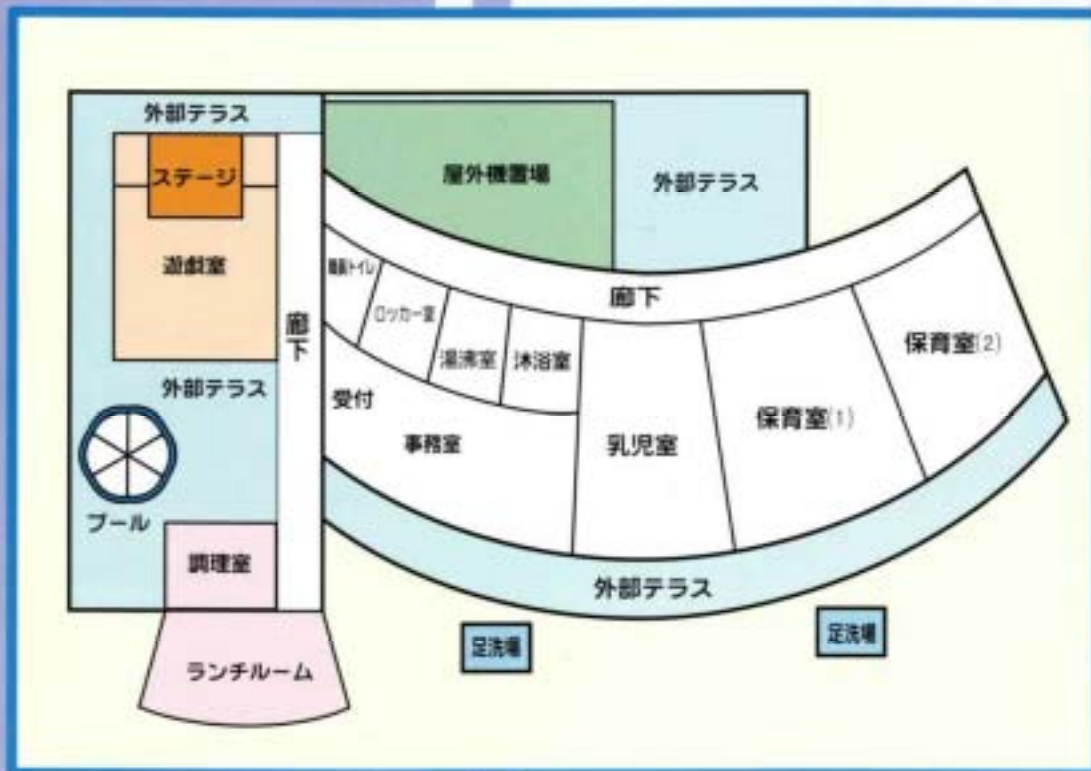 外部テラス
ステージ
遊戯室
廊下
外部テラス
プール
調理室
ランチルーム
屋外機置場
外部テラス
廊下
ロッカー室
湯沸室
沐浴室
受付
事務室
乳児室
保育室(1)
保育室(2)
外部テラス
足洗場
足洗場